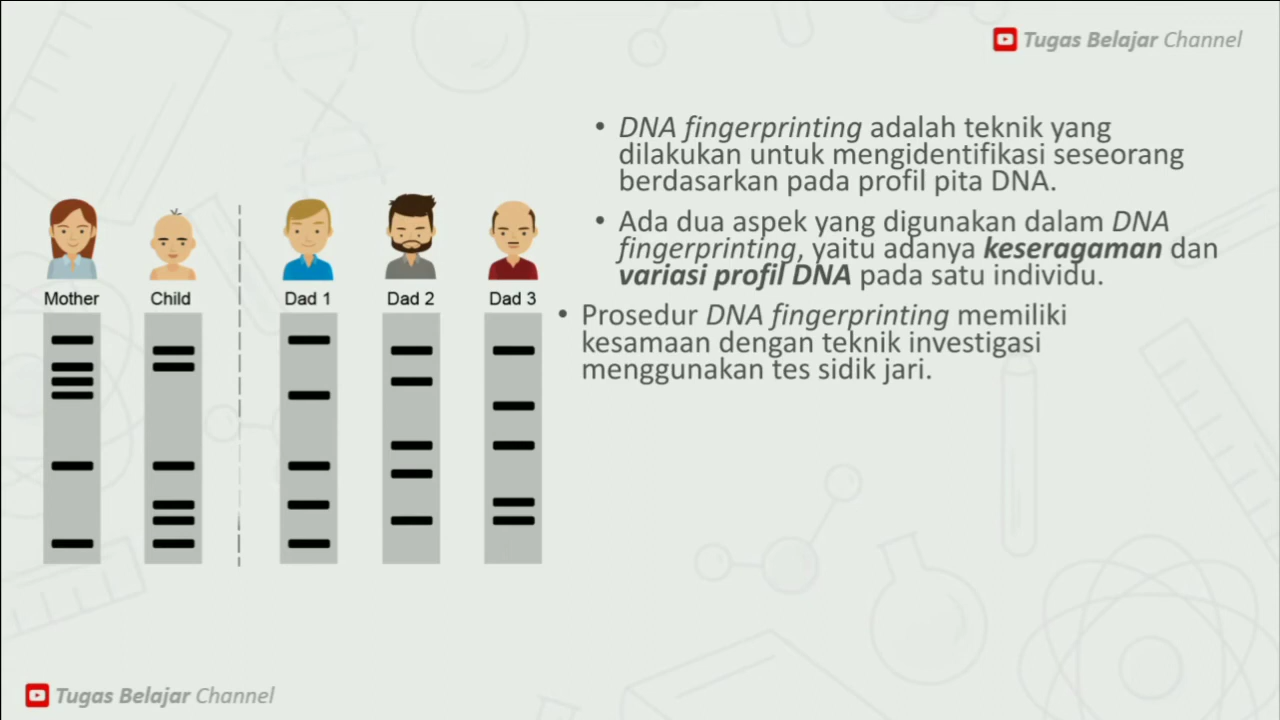 Tugas Belajar Channel
• DNA fingerprinting adalah teknik yang
dilakukan untuk mengidentifikasi seseorang
berdasarkan pada profil pita DNA.
• Ada dua aspek yang digunakan dalam DNA
fingerprinting, yaitu adanya keseragaman dan
variasi profil DNA pada satu individu.
• Prosedur DNA fingerprinting memiliki
kesamaan dengan teknik investigasi
menggunakan tes sidik jari.
Mother Child Dad 1 Dad 2 Dad 3
Tugas Belajar Channel